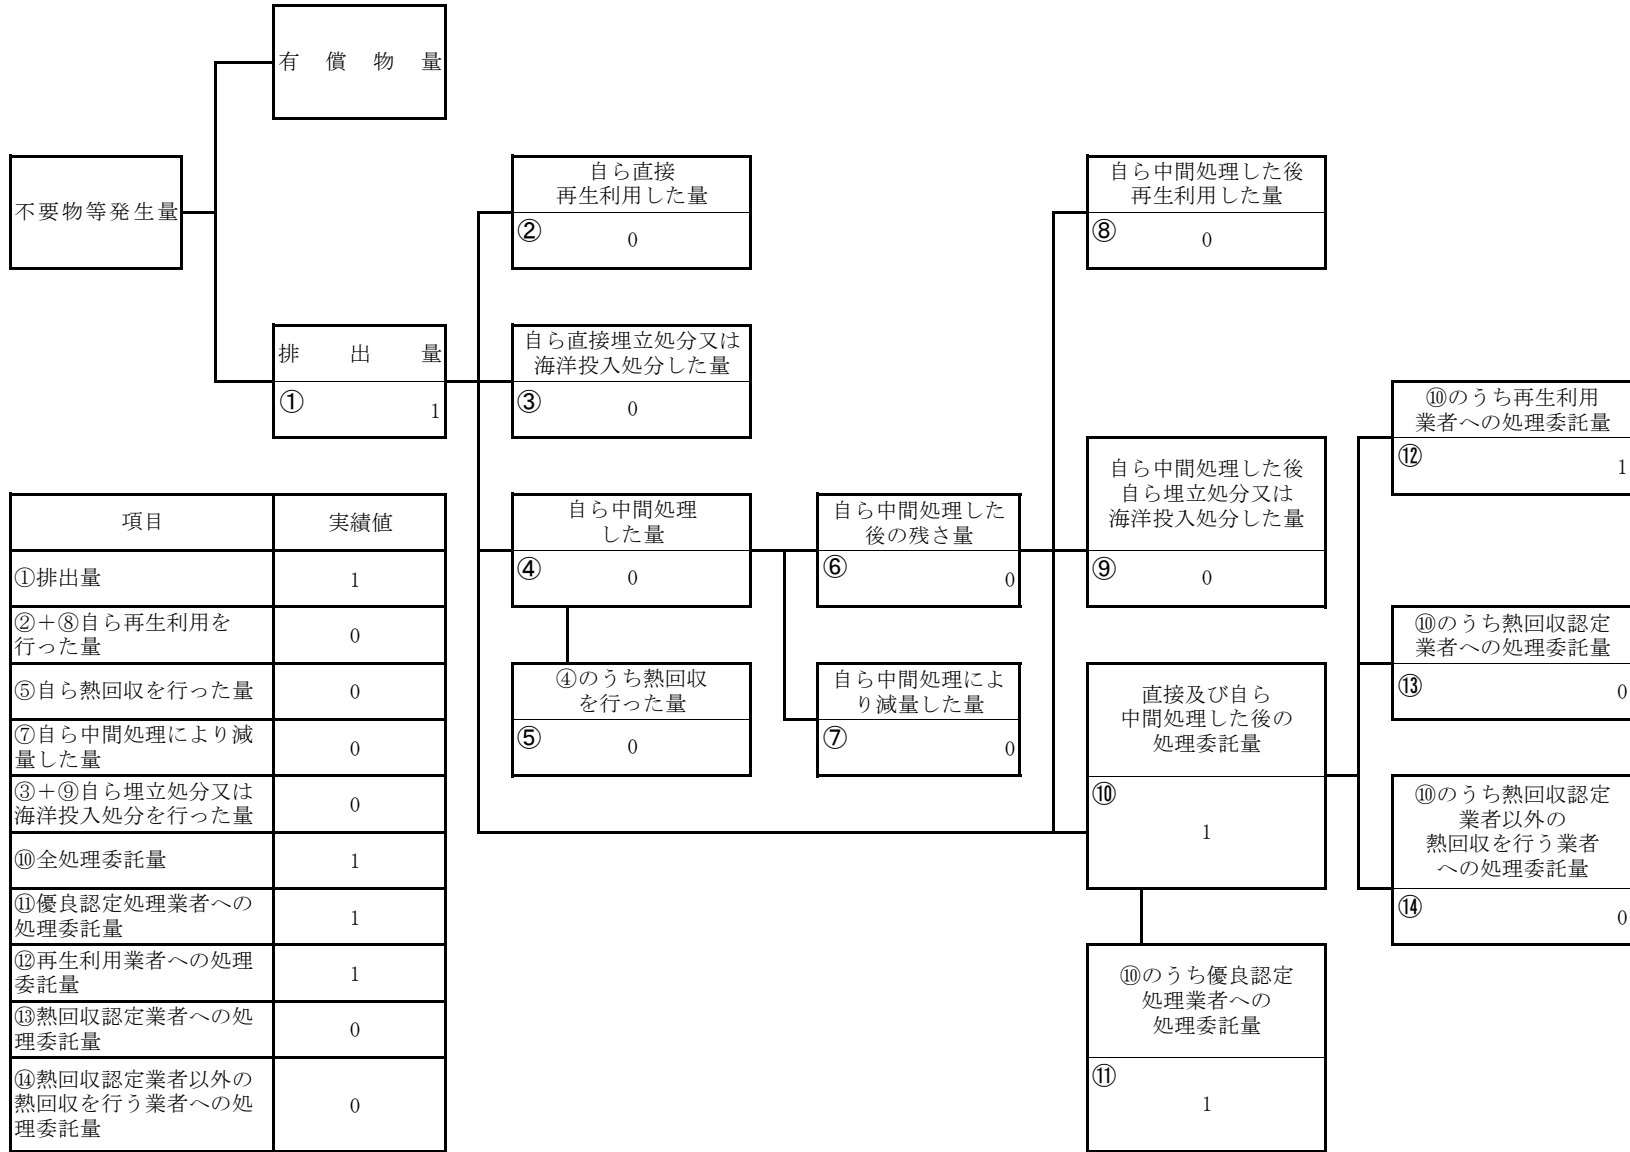 有償物量
不要物等発生量
自ら直接
再生利用した量
②
0
自ら中間処理した後
再生利用した量
⑧
0
排出量
①
1
自ら直接埋立処分又は
海洋投入処分した量
③
0
⑩のうち再生利用
業者への処理委託量
⑫
1
自ら中間処理した後
自ら埋立処分又は
海洋投入処分した量
⑨
0
自ら中間処理
した量
④
0
自ら中間処理した
後の残さ量
⑥
0
④のうち熱回収
を行った量
⑤
0
自ら中間処理によ
り減量した量
⑦
0
⑩のうち熱回収認定
業者への処理委託量
⑬
0
直接及び自ら
中間処理した後の
処理委託量
⑩
1
⑩のうち熱回収認定
業者以外の
熱回収を行う業者
への処理委託量
⑭
0
⑩のうち優良認定
処理業者への
処理委託量
⑪
1
項目 実績値
①排出量 1
②＋⑧自ら再生利用を
行った量 0
⑤自ら熱回収を行った量 0
⑦自ら中間処理により減
量した量 0
③＋⑨自ら埋立処分又は
海洋投入処分を行った量 0
⑩全処理委託量 1
⑪優良認定処理業者への
処理委託量 1
⑫再生利用業者への処理
委託量 1
⑬熱回収認定業者への処
理委託量 0
⑭熱回収認定業者以外の
熱回収を行う業者への処
理委託量 0